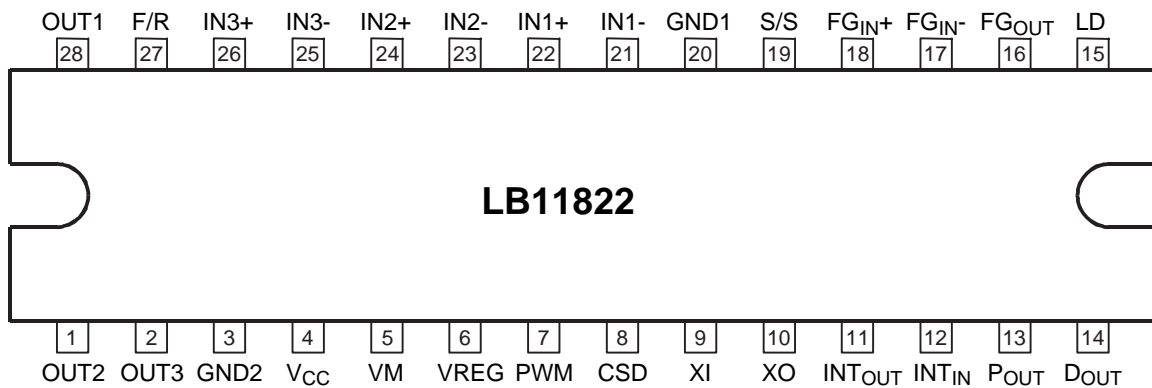 OUT1 F/R IN3+ IN3- IN2+ IN2- IN1+ IN1- GND1 S/S FGIN+ FGIN- FGOUT LD
28 27 26 25 24 23 22 21 20 19 18 17 16 15
LB11822
1 2 3 4 5 6 7 8 9 10 11 12 13 14
OUT2 OUT3 GND2 VCC VM VREG PWM CSD XI XO INTOUT INTIN POUT DOUT